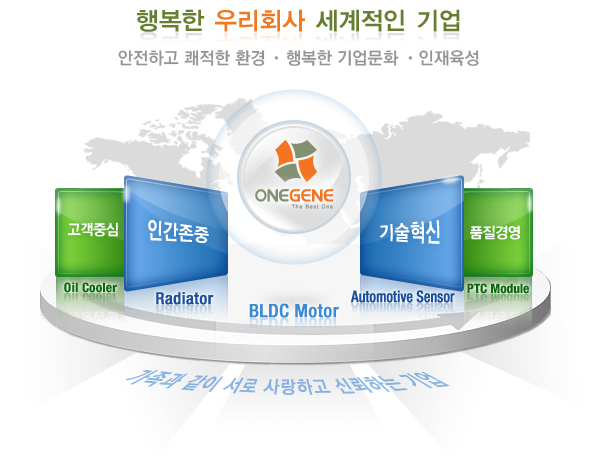 행복한 우리회사 세계적인 기업
안전하고 쾌적한 환경 · 행복한 기업문화 · 인재육성
ONEGENE
The Best One
고객중심
인간존중
기술혁신
품질경영
Oil Cooler
Radiator
BLDC Motor
Automotive Sensor
PTC Module
가족과 같이 서로 사랑하고 신뢰하는 기업